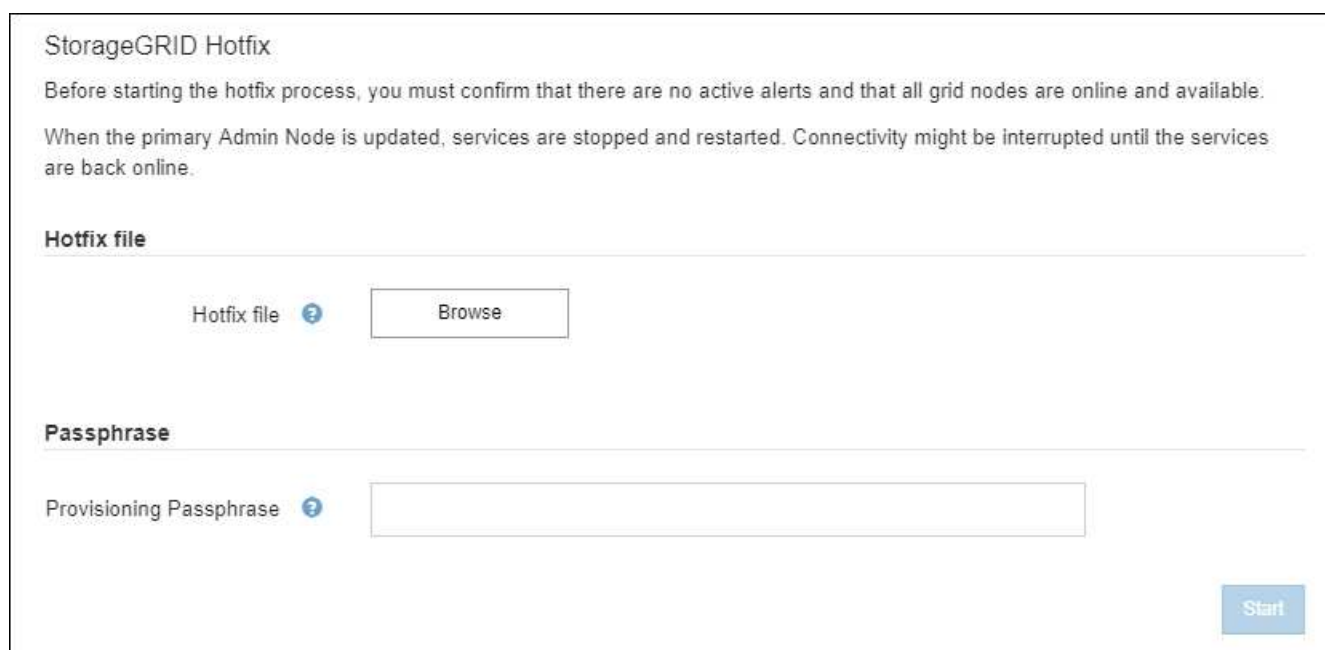 StorageGRID Hotfix
Before starting the hotfix process, you must confirm that there are no active alerts and that all grid nodes are online and available.
When the primary Admin Node is updated, services are stopped and restarted. Connectivity might be interrupted until the services
are back online.
Hotfix file
Hotfix file ? Browse
Passphrase
Provisioning Passphrase ?
Start